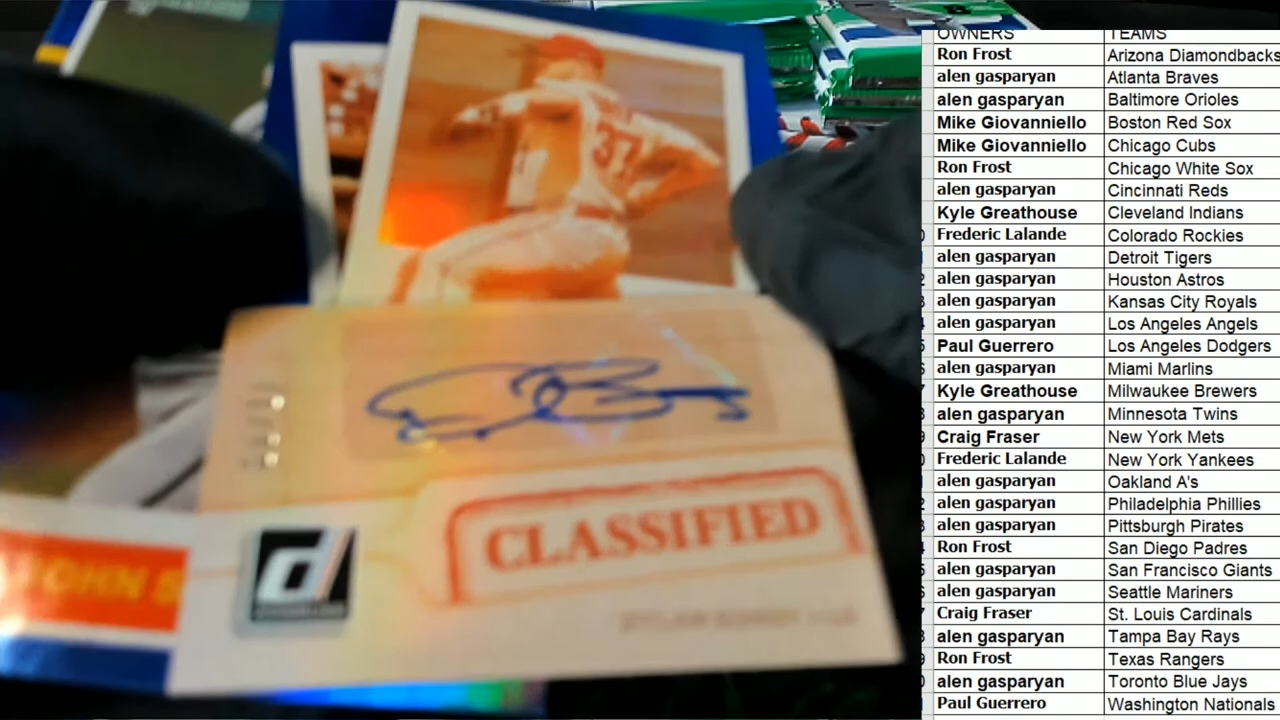 OWNERS TEAMS
Ron Frost Arizona Diamondbacks
alen gasparyan Atlanta Braves
alen gasparyan Baltimore Orioles
Mike Giovanniello Boston Red Sox
Mike Giovanniello Chicago Cubs
Ron Frost Chicago White Sox
alen gasparyan Cincinnati Reds
Kyle Greathouse Cleveland Indians
Frederic Lalande Colorado Rockies
alen gasparyan Detroit Tigers
alen gasparyan Houston Astros
alen gasparyan Kansas City Royals
alen gasparyan Los Angeles Angels
Paul Guerrero Los Angeles Dodgers
alen gasparyan Miami Marlins
Kyle Greathouse Milwaukee Brewers
alen gasparyan Minnesota Twins
Craig Fraser New York Mets
Frederic Lalande New York Yankees
alen gasparyan Oakland A's
alen gasparyan Philadelphia Phillies
alen gasparyan Pittsburgh Pirates
Ron Frost San Diego Padres
alen gasparyan San Francisco Giants
alen gasparyan Seattle Mariners
Craig Fraser St. Louis Cardinals
alen gasparyan Tampa Bay Rays
Ron Frost Texas Rangers
alen gasparyan Toronto Blue Jays
Paul Guerrero Washington Nationals
37
CLASSIFIED
d
JOHN S